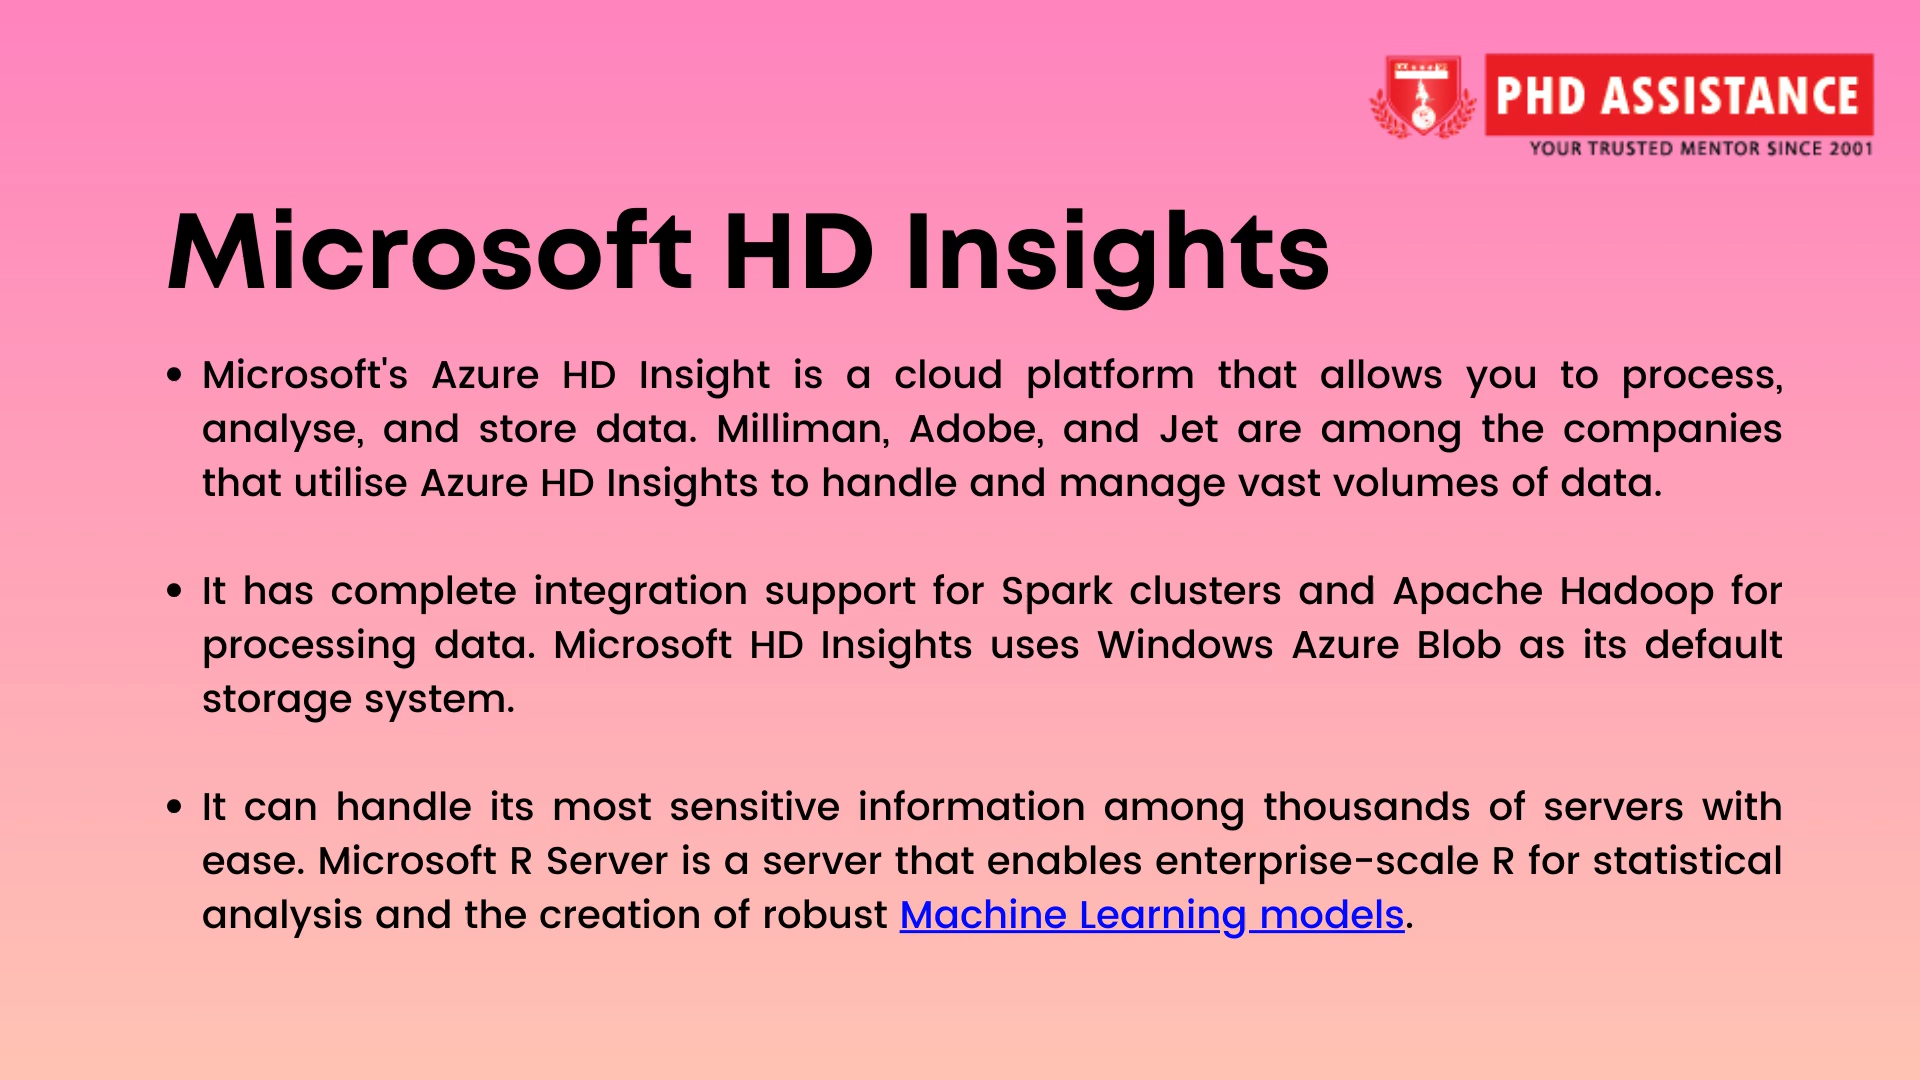 PHD ASSISTANCE
YOUR TRUSTED MENTOR SINCE 2001
Microsoft HD Insights
• Microsoft's Azure HD Insight is a cloud platform that allows you to process,
analyse, and store data. Milliman, Adobe, and Jet are among the companies
that utilise Azure HD Insights to handle and manage vast volumes of data.
• It has complete integration support for Spark clusters and Apache Hadoop for
processing data. Microsoft HD Insights uses Windows Azure Blob as its default
storage system.
• It can handle its most sensitive information among thousands of servers with
ease. Microsoft R Server is a server that enables enterprise-scale R for statistical
analysis and the creation of robust Machine Learning models.